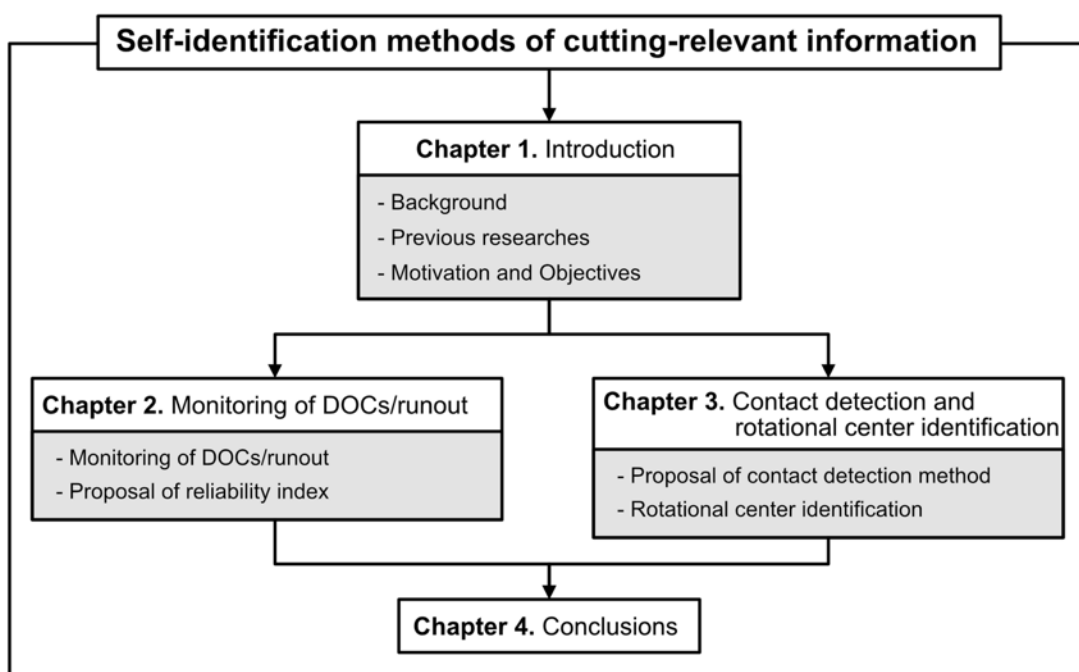 Self-identification methods of cutting-relevant information
Chapter 1. Introduction
- Background
- Previous researches
- Motivation and Objectives
Chapter 2. Monitoring of DOCs/runout
- Monitoring of DOCs/runout
- Proposal of reliability index
Chapter 3. Contact detection and
rotational center identification
- Proposal of contact detection method
- Rotational center identification
Chapter 4. Conclusions